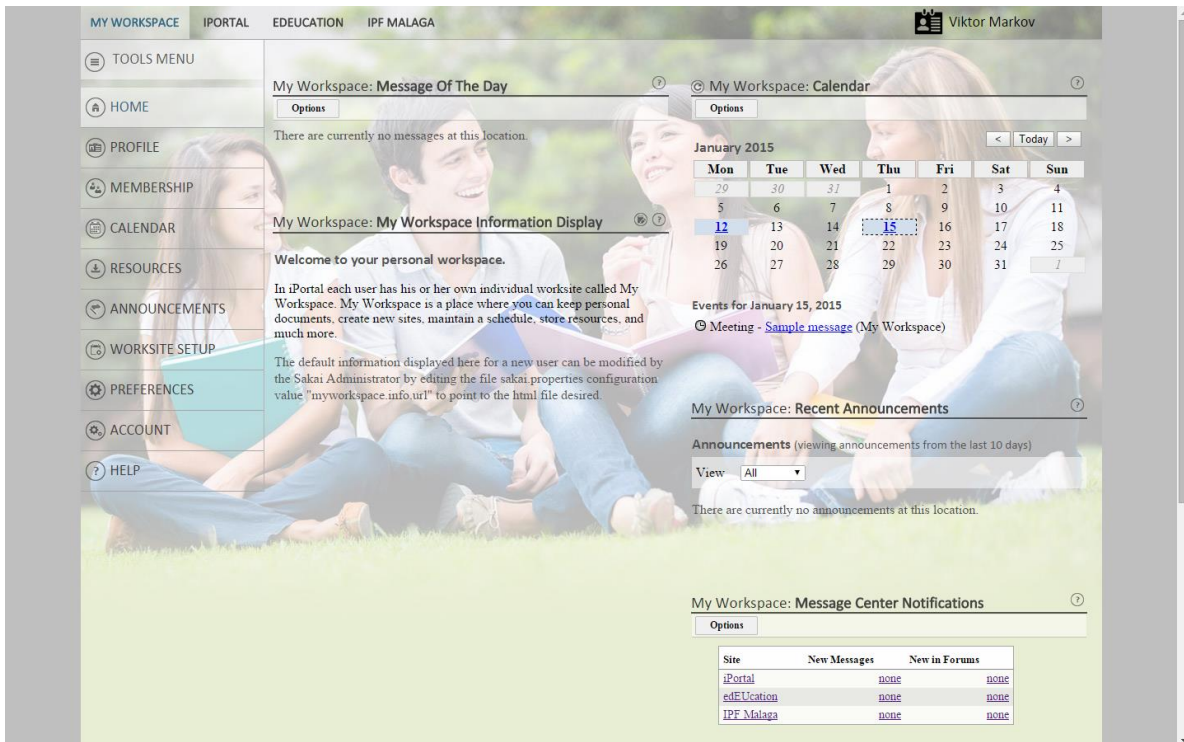 MY WORKSPACE IPORTAL EDEUCATION IPF MALAGA Viktor Markov
TOOLS MENU
HOME
PROFILE
MEMBERSHIP
CALENDAR
RESOURCES
ANNOUNCEMENTS
WORKSITE SETUP
PREFERENCES
ACCOUNT
HELP
My Workspace: Message Of The Day
Options
There are currently no messages at this location.
My Workspace: My Workspace Information Display
Welcome to your personal workspace.
In iPortal each user has his or her own individual worksite called My
Workspace. My Workspace is a place where you can keep personal
documents, create new sites, maintain a schedule, store resources, and
much more.
The default information displayed here for a new user can be modified by
the Sakai Administrator by editing the file sakai.properties configuration
value "myworkspace.info.url" to point to the html file desired.
My Workspace: Calendar
Options
January 2015 < Today >
Mon Tue Wed Thu Fri Sat Sun
29 30 31 1 2 3 4
5 6 7 8 9 10 11
12 13 14 15 16 17 18
19 20 21 22 23 24 25
26 27 28 29 30 31 1
Events for January 15, 2015
Meeting - Sample message (My Workspace)
My Workspace: Recent Announcements
Announcements (viewing announcements from the last 10 days)
View All
There are currently no announcements at this location.
My Workspace: Message Center Notifications
Options
Site New Messages New in Forums
iPortal none none
edEUcation none none
IPF Malaga none none